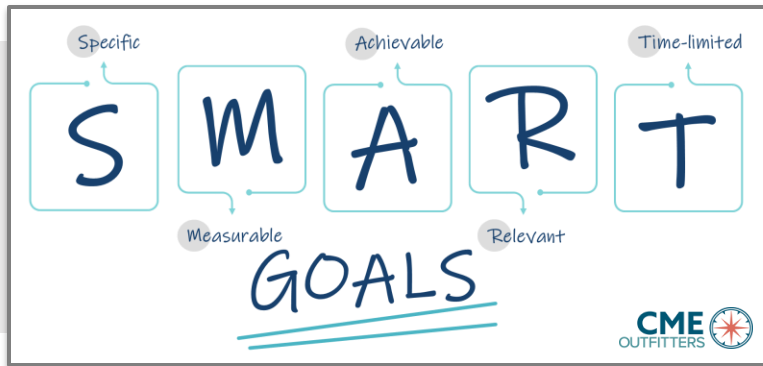 Specific Achievable Time-limited
S M A R T
Measurable Relevant
GOALS
CME
OUTFITTERS